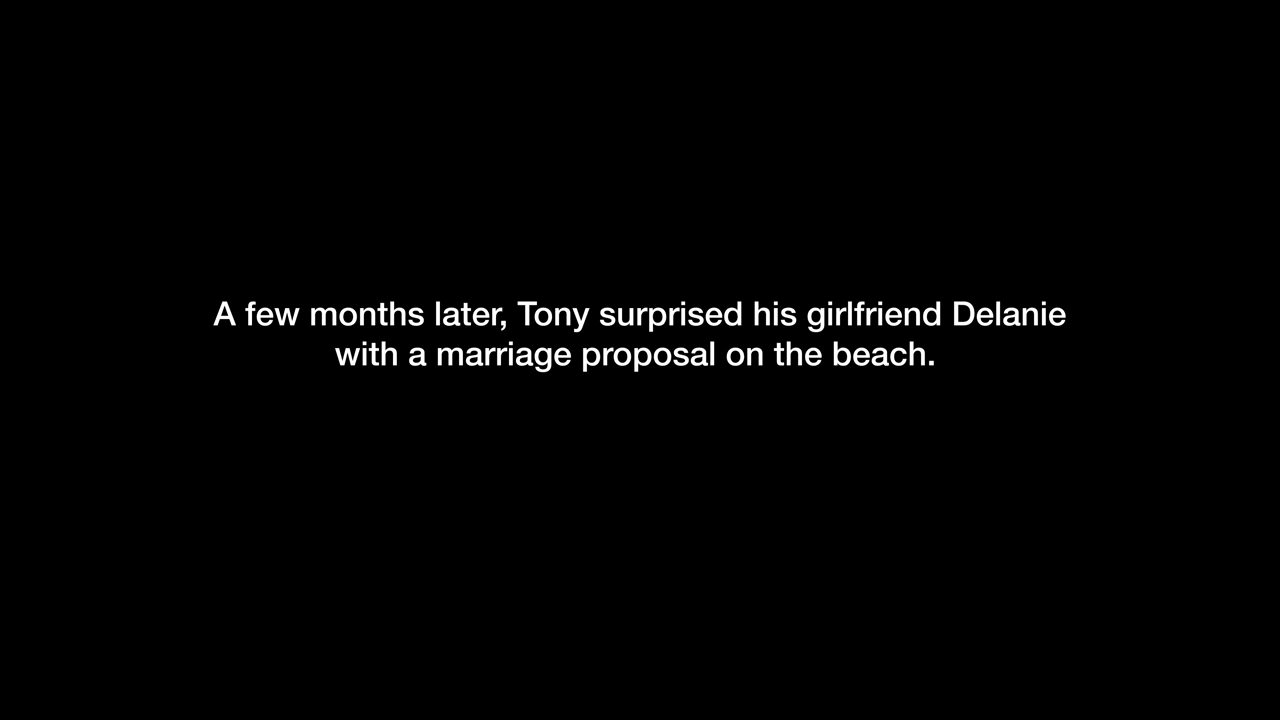 A few months later, Tony surprised his girlfriend Delanie
with a marriage proposal on the beach.